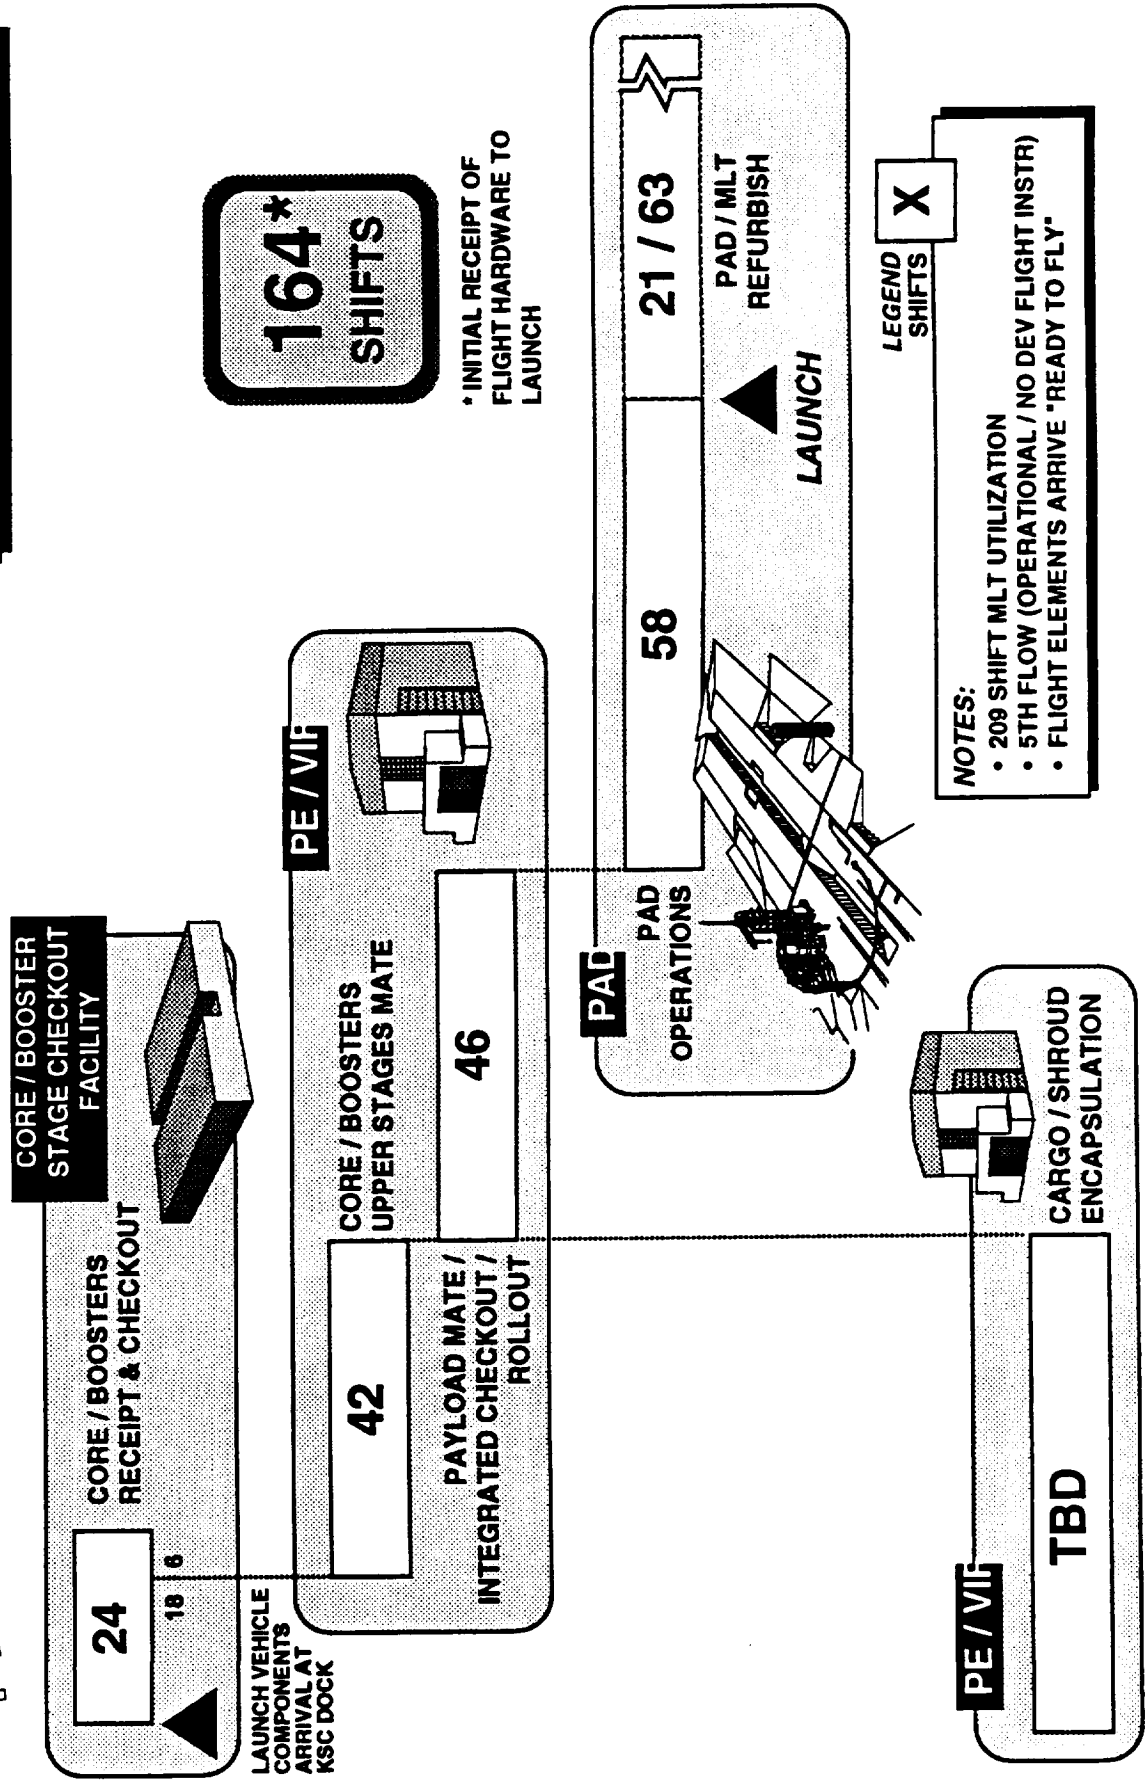 CORE / BOOSTER
STAGE CHECKOUT
FACILITY
CORE / BOOSTERS
RECEIPT & CHECKOUT
24
18 6
LAUNCH VEHICLE
COMPONENTS
ARRIVAL AT
KSC DOCK
164*
SHIFTS
* INITIAL RECEIPT OF
FLIGHT HARDWARE TO
LAUNCH
PE / VIF
CORE / BOOSTERS
UPPER STAGES MATE
42
46
PAYLOAD MATE /
INTEGRATED CHECKOUT /
ROLLOUT
PAD
PAD
OPERATIONS
58
21 / 63
PAD / MLT
REFURBISH
LAUNCH
PE / VIF
TBD
CARGO / SHROUD
ENCAPSULATION
LEGEND
SHIFTS
X
NOTES:
• 209 SHIFT MLT UTILIZATION
• 5TH FLOW (OPERATIONAL / NO DEV FLIGHT INSTR)
• FLIGHT ELEMENTS ARRIVE "READY TO FLY"